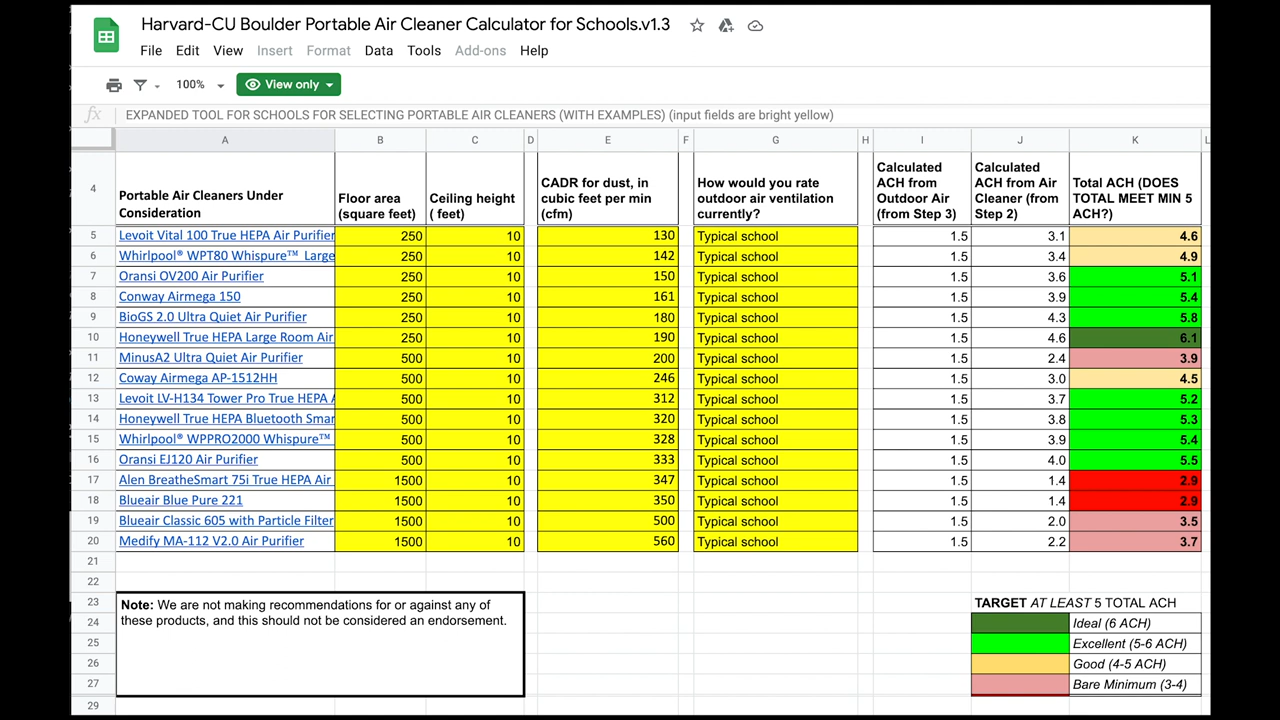 Harvard-CU Boulder Portable Air Cleaner Calculator for Schools.v1.3
File Edit View Insert Format Data Tools Add-ons Help
100% View only
fx EXPANDED TOOL FOR SCHOOLS FOR SELECTING PORTABLE AIR CLEANERS (WITH EXAMPLES) (input fields are bright yellow)
A B C D E F G H I J K L
4
Portable Air Cleaners Under
Consideration
Floor area
(square feet)
Ceiling height
( feet)
CADR for dust, in
cubic feet per min
(cfm)
How would you rate
outdoor air ventilation
currently?
Calculated
ACH from
Outdoor Air
(from Step 3)
Calculated
ACH from Air
Cleaner (from
Step 2)
Total ACH (DOES
TOTAL MEET MIN 5
ACH?)
5 Levoit Vital 100 True HEPA Air Purifier 250 10 130 Typical school 1.5 3.1 4.6
6 Whirlpool® WPT80 Whispure™ Large 250 10 142 Typical school 1.5 3.4 4.9
7 Oransi OV200 Air Purifier 250 10 150 Typical school 1.5 3.6 5.1
8 Conway Airmega 150 250 10 161 Typical school 1.5 3.9 5.4
9 BioGS 2.0 Ultra Quiet Air Purifier 250 10 180 Typical school 1.5 4.3 5.8
10 Honeywell True HEPA Large Room Air 250 10 190 Typical school 1.5 4.6 6.1
11 MinusA2 Ultra Quiet Air Purifier 500 10 200 Typical school 1.5 2.4 3.9
12 Coway Airmega AP-1512HH 500 10 246 Typical school 1.5 3.0 4.5
13 Levoit LV-H134 Tower Pro True HEPA A 500 10 312 Typical school 1.5 3.7 5.2
14 Honeywell True HEPA Bluetooth Smar 500 10 320 Typical school 1.5 3.8 5.3
15 Whirlpool® WPPRO2000 Whispure™ 500 10 328 Typical school 1.5 3.9 5.4
16 Oransi EJ120 Air Purifier 500 10 333 Typical school 1.5 4.0 5.5
17 Alen BreatheSmart 75i True HEPA Air 1500 10 347 Typical school 1.5 1.4 2.9
18 Blueair Blue Pure 221 1500 10 350 Typical school 1.5 1.4 2.9
19 Blueair Classic 605 with Particle Filter 1500 10 500 Typical school 1.5 2.0 3.5
20 Medify MA-112 V2.0 Air Purifier 1500 10 560 Typical school 1.5 2.2 3.7
21
22
23 Note: We are not making recommendations for or against any of
these products, and this should not be considered an endorsement.
TARGET AT LEAST 5 TOTAL ACH
24 Ideal (6 ACH)
25 Excellent (5-6 ACH)
26 Good (4-5 ACH)
27 Bare Minimum (3-4)
29